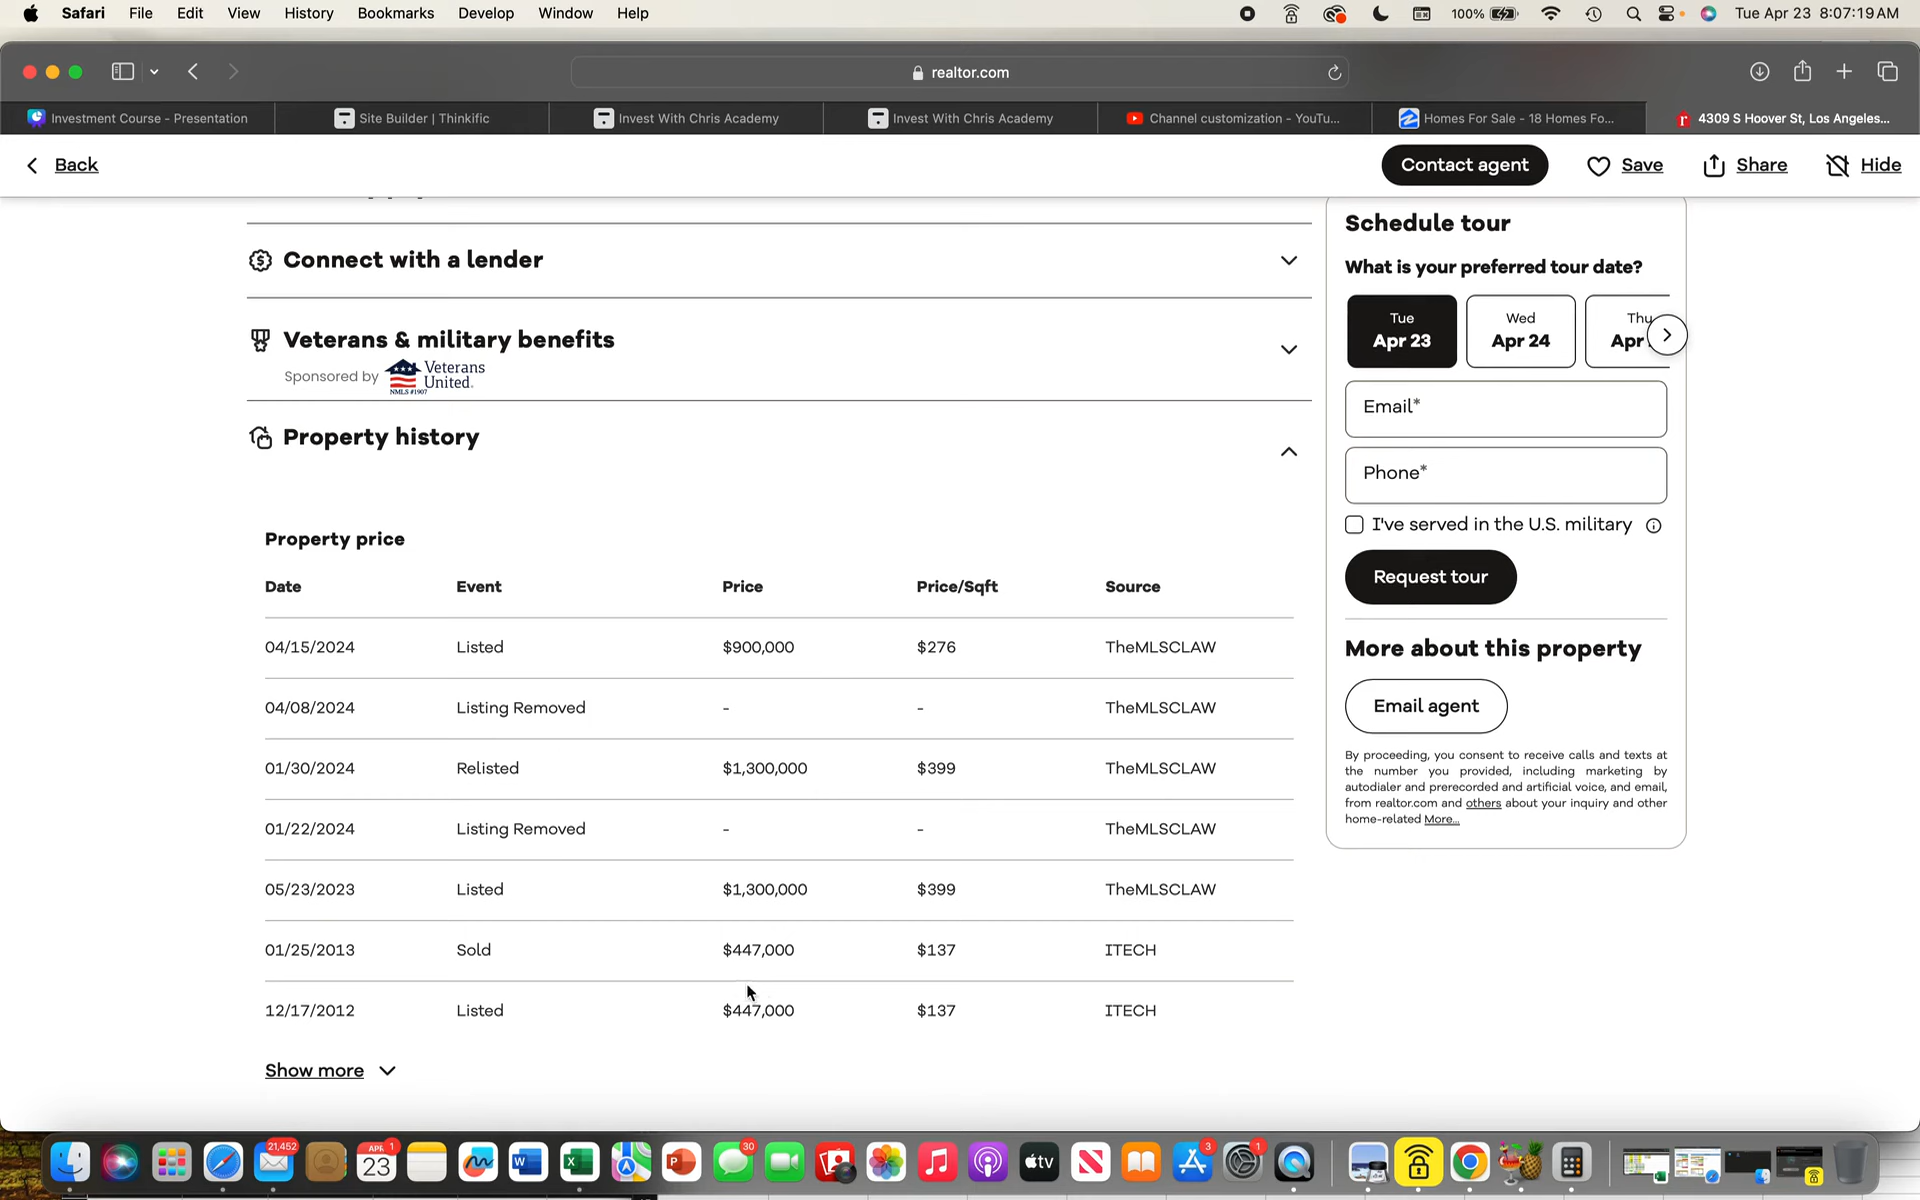 Safari File Edit View History Bookmarks Develop Window Help 100% Tue Apr 23 8:07:19 AM
realtor.com
Investment Course - Presentation
Site Builder | Thinkific
Invest With Chris Academy
Invest With Chris Academy
Channel customization - YouTu...
Homes For Sale - 18 Homes Fo...
4309 S Hoover St, Los Angeles...
Back
Contact agent
Save
Share
Hide
Connect with a lender
Veterans & military benefits
Sponsored by Veterans United.
NMLS #1907
Property history
Property price
Date Event Price Price/Sqft Source
04/15/2024 Listed $900,000 $276 TheMLSCLAW
04/08/2024 Listing Removed - - TheMLSCLAW
01/30/2024 Relisted $1,300,000 $399 TheMLSCLAW
01/22/2024 Listing Removed - - TheMLSCLAW
05/23/2023 Listed $1,300,000 $399 TheMLSCLAW
01/25/2013 Sold $447,000 $137 ITECH
12/17/2012 Listed $447,000 $137 ITECH
Show more
Schedule tour
What is your preferred tour date?
Tue
Apr 23
Wed
Apr 24
Thu
Apr
Email*
Phone*
I've served in the U.S. military
Request tour
More about this property
Email agent
By proceeding, you consent to receive calls and texts at
the number you provided, including marketing by
autodialer and prerecorded and artificial voice, and email,
from realtor.com and others about your inquiry and other
home-related More...
21,452
APR 1
23
30
tv
3
1